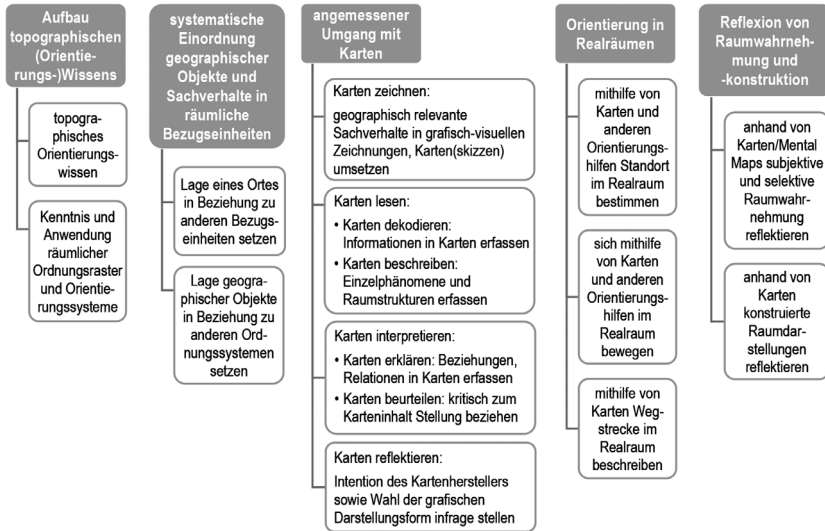 Aufbau
topographischen
(Orientie-
rungs-)Wissens
topogra-
phisches
Orientierungs-
wissen
Kenntnis und
Anwendung
räumlicher
Ordnungsraster
und Orientie-
rungssysteme
systematische
Einordnung
geographischer
Objekte und
Sachverhalte in
räumliche
Bezugseinheiten
Lage eines Ortes
in Beziehung zu
anderen Bezugs-
einheiten setzen
Lage geogra-
phischer Objekte
in Beziehung zu
anderen Ord-
nungssystemen
setzen
angemessener
Umgang mit
Karten
Karten zeichnen:
geographisch relevante
Sachverhalte in grafisch-visuellen
Zeichnungen, Karten(skizzen)
umsetzen
Karten lesen:
• Karten dekodieren:
Informationen in Karten erfassen
• Karten beschreiben:
Einzelphänomene und
Raumstrukturen erfassen
Karten interpretieren:
• Karten erklären: Beziehungen,
Relationen in Karten erfassen
• Karten beurteilen: kritisch zum
Karteninhalt Stellung beziehen
Karten reflektieren:
Intention des Kartenherstellers
sowie Wahl der grafischen
Darstellungsform infrage stellen
Orientierung in
Realräumen
mithilfe von
Karten und
anderen
Orientierungs-
hilfen Standort
im Realraum
bestimmen
sich mithilfe
von Karten
und anderen
Orientierungs-
hilfen im
Realraum
bewegen
mithilfe von
Karten Weg-
strecke im
Realraum
beschreiben
Reflexion von
Raumwahrneh-
mung und
-konstruktion
anhand von
Karten/Mental
Maps subjektive
und selektive
Raumwahr-
nehmung
reflektieren
anhand von
Karten
konstruierte
Raumdar-
stellungen
reflektieren